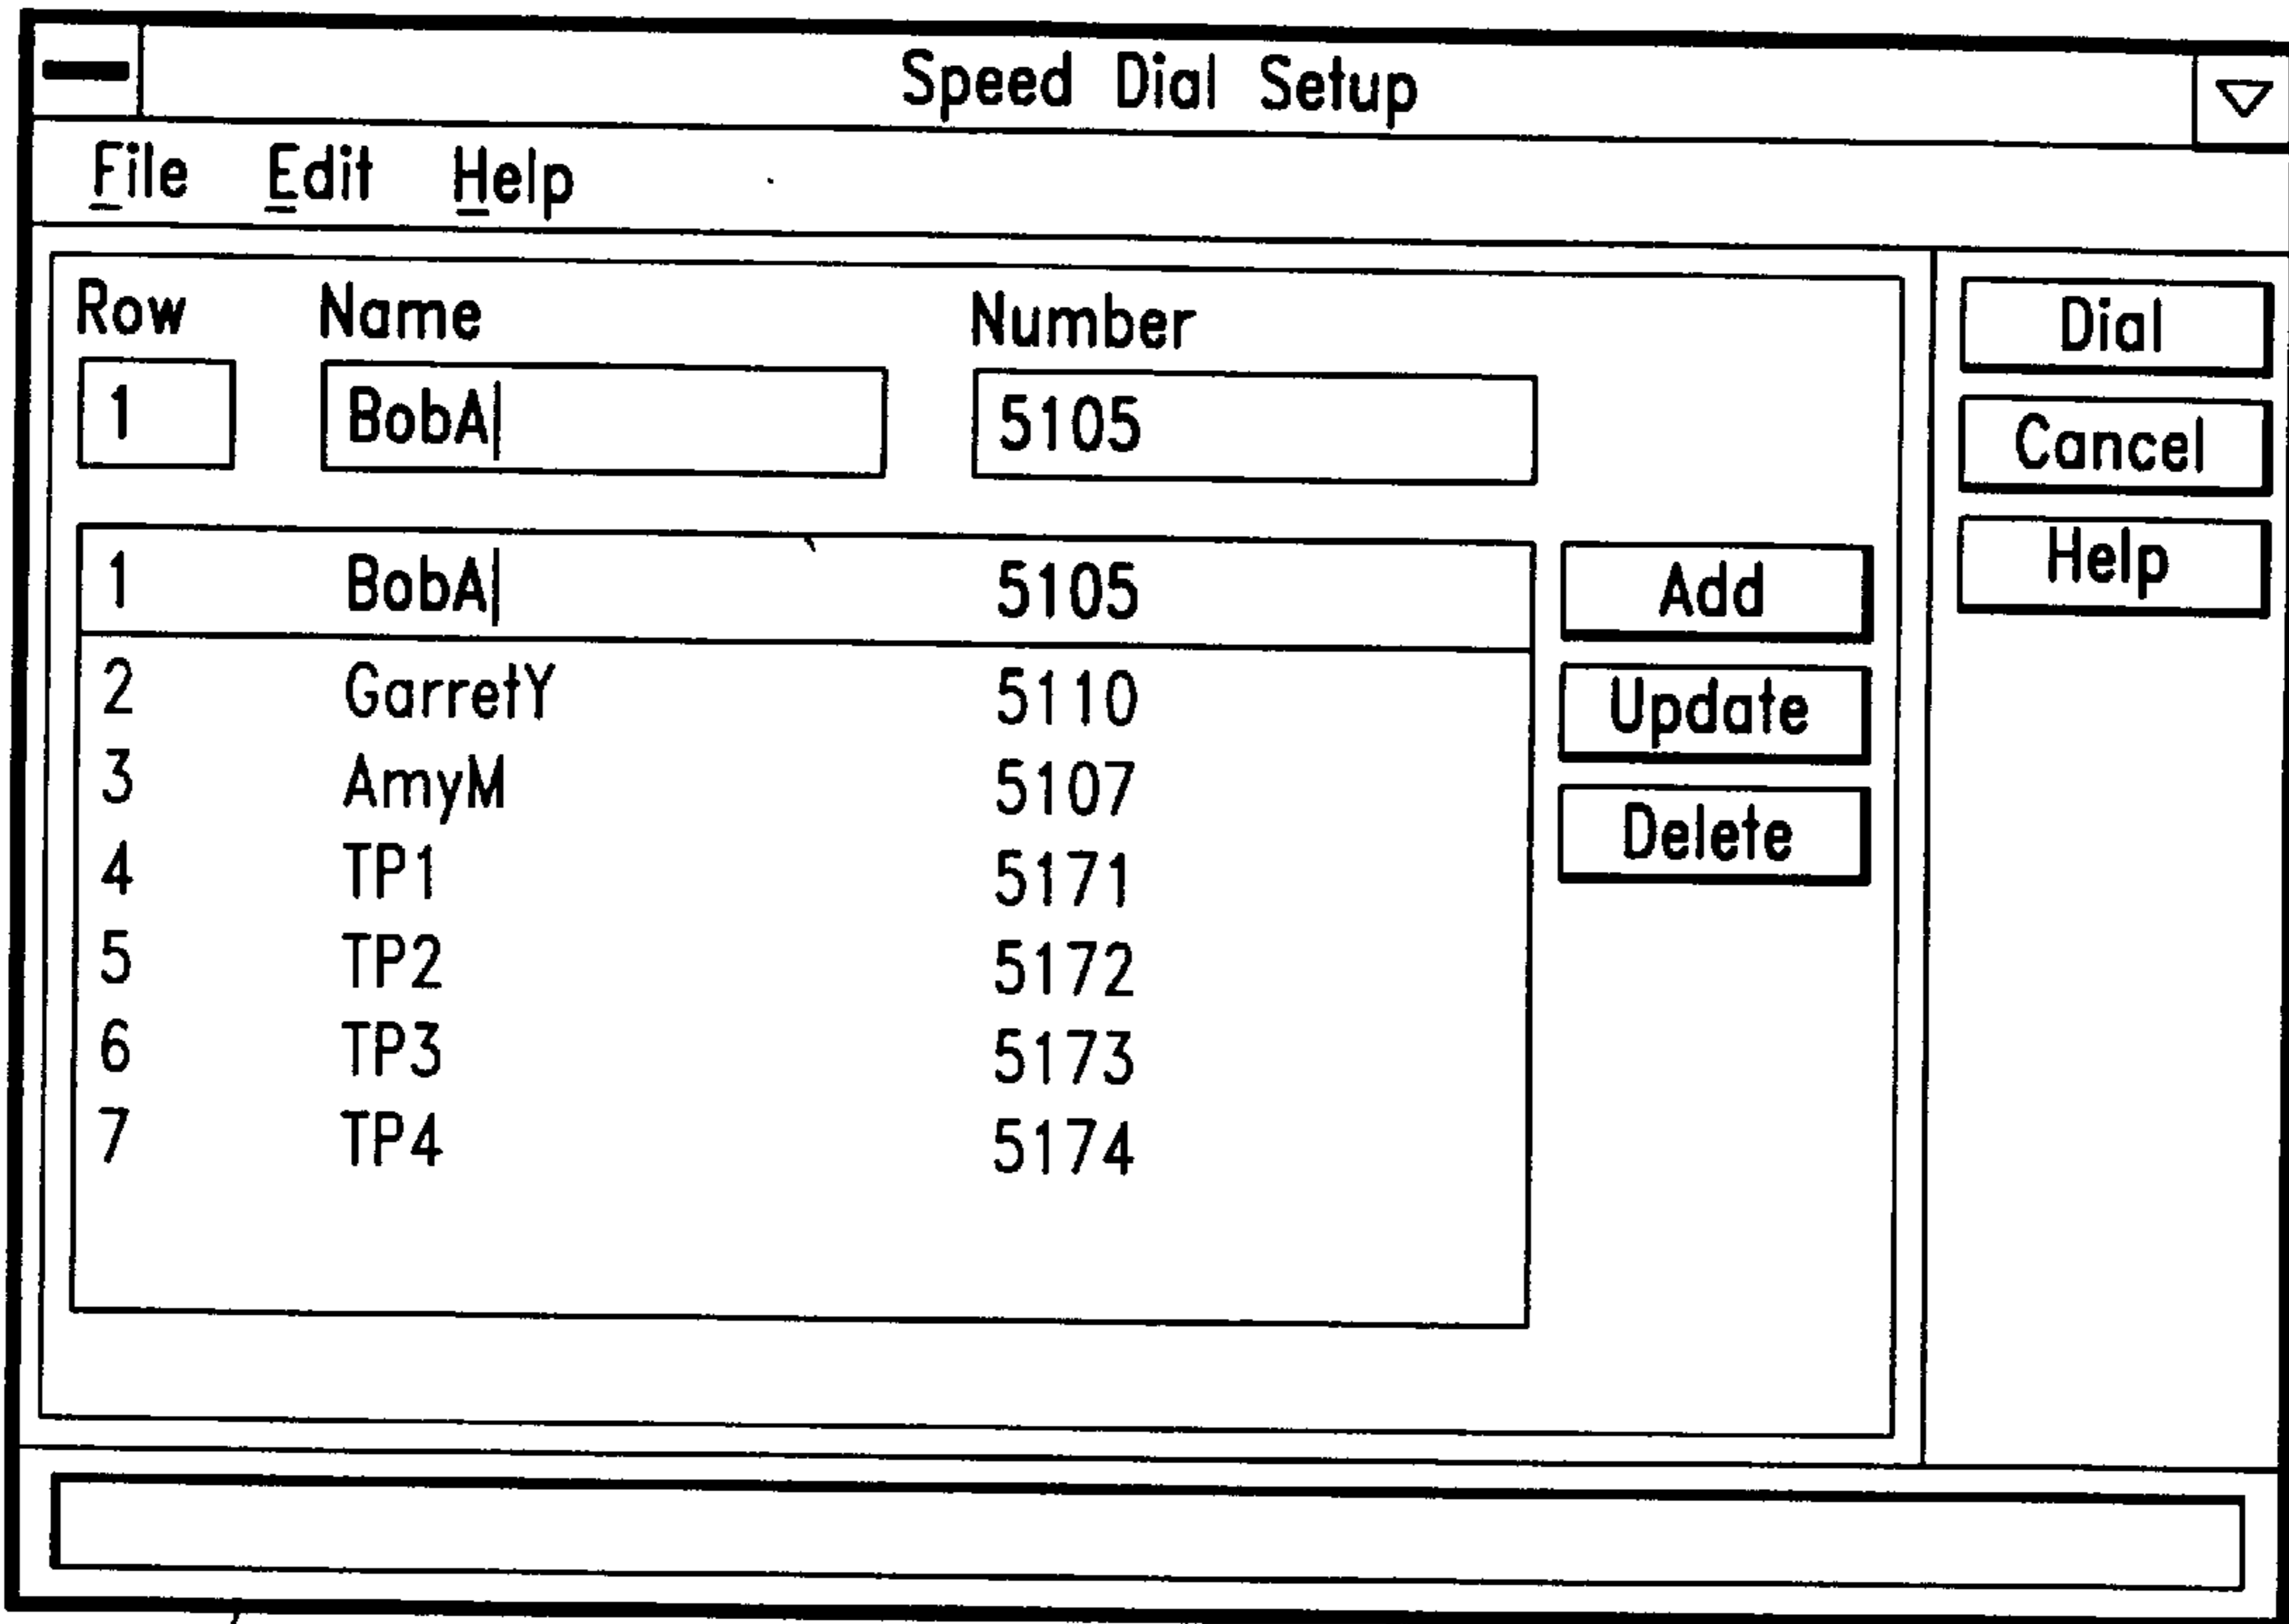 Speed Dial Setup
File Edit Help
Row Name Number
1 BobA 5105
1 BobA 5105
2 GarretY 5110
3 AmyM 5107
4 TP1 5171
5 TP2 5172
6 TP3 5173
7 TP4 5174
Add
Update
Delete
Dial
Cancel
Help